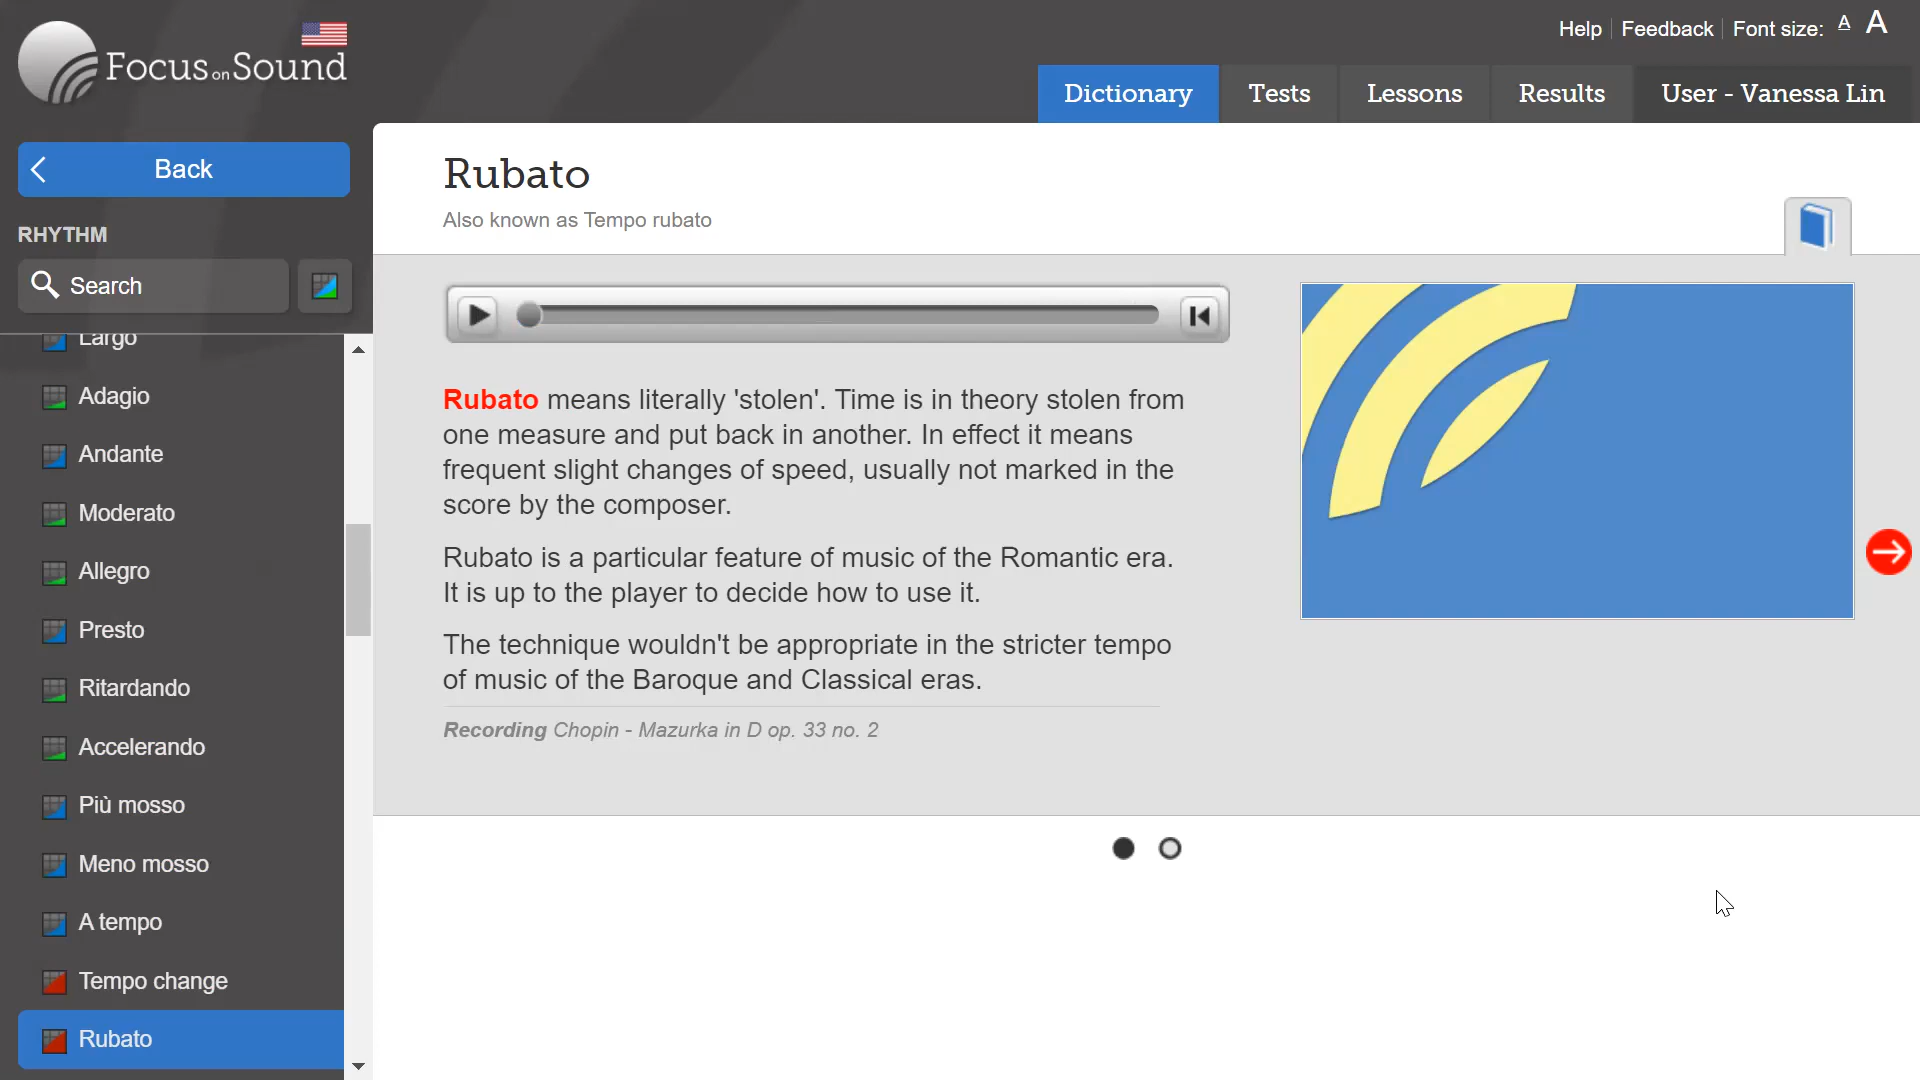 Focus on Sound
Help
Feedback
Font size: A A
Dictionary
Tests
Lessons
Results
User - Vanessa Lin
Back
RHYTHM
Search
Largo
Adagio
Andante
Moderato
Allegro
Presto
Ritardando
Accelerando
Più mosso
Meno mosso
A tempo
Tempo change
Rubato
Rubato
Also known as Tempo rubato
Rubato means literally 'stolen'. Time is in theory stolen from
one measure and put back in another. In effect it means
frequent slight changes of speed, usually not marked in the
score by the composer.
Rubato is a particular feature of music of the Romantic era.
It is up to the player to decide how to use it.
The technique wouldn't be appropriate in the stricter tempo
of music of the Baroque and Classical eras.
Recording Chopin - Mazurka in D op. 33 no. 2